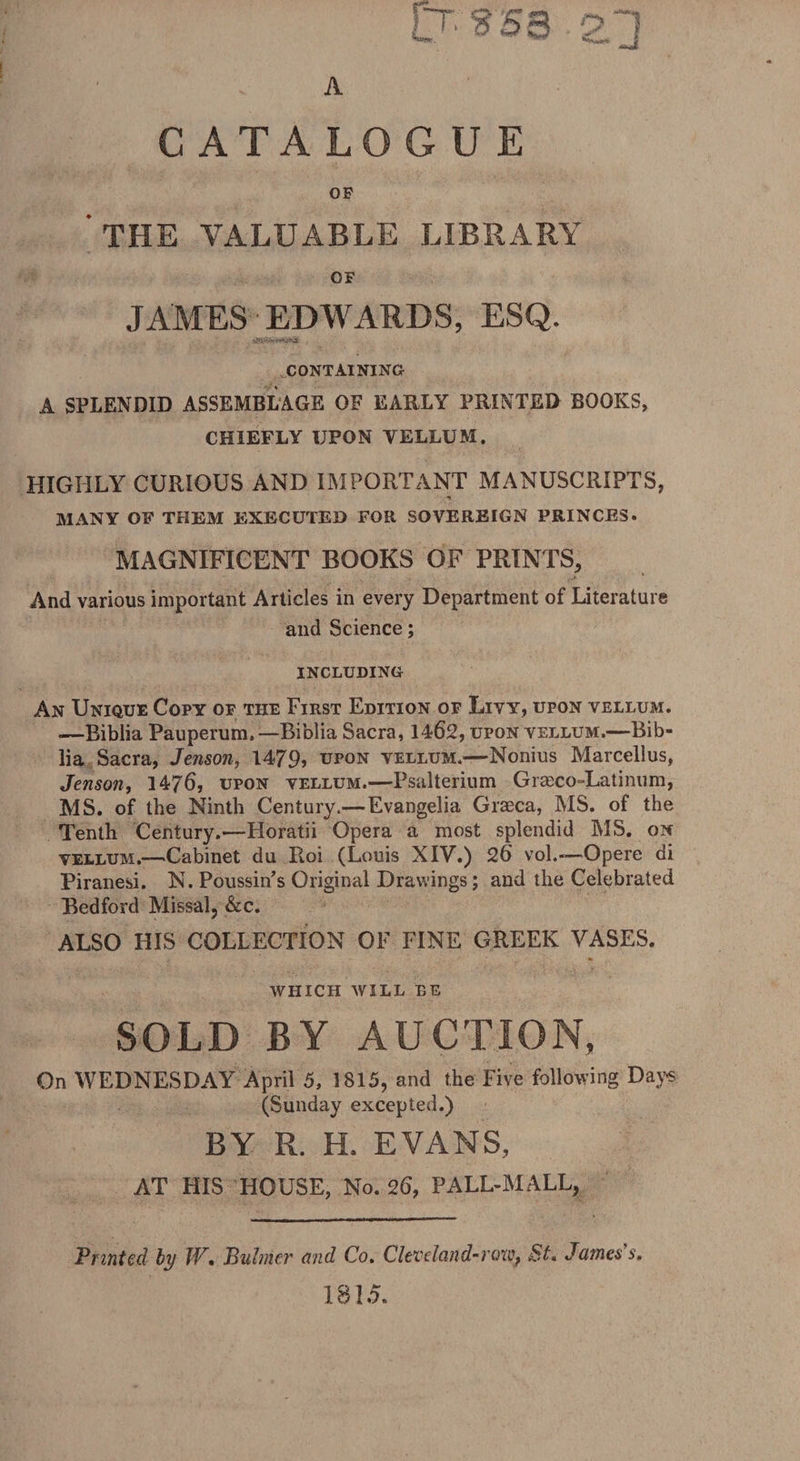 [T. 858.2]
A
CATALOGUE
OF
THE VALUABLE LIBRARY
OF
JAMES EDWARDS, ESQ.
CONTAINING
A SPLENDID ASSEMBLAGE OF EARLY PRINTED BOOKS,
CHIEFLY UPON VELLUM,
HIGHLY CURIOUS AND IMPORTANT MANUSCRIPTS,
MANY OF THEM EXECUTED FOR SOVEREIGN PRINCES.
MAGNIFICENT BOOKS OF PRINTS,
And various important Articles in every Department of Literature
and Science;
INCLUDING
AN UNIQUE COPY OF THE FIRST EDITION OF LIVY, UPON VELLUM.
—Biblia Pauperum,—Biblia Sacra, 1462, UPON VELLUM.—Bib-
lia Sacra, Jenson, 1479, UPON VELLUM.—Nonius Marcellus,
Jenson, 1476, UPON VELLUM.—Psalterium Græco-Latinum,
MS. of the Ninth Century.—Evangelia Græca, MS. of the
Tenth Century.—Horatii Opera a most splendid MS. ON
VELLUM.—Cabinet du Roi (Louis XIV.) 26 vol.—Opere di
Piranesi. N. Poussin's Original Drawings; and the Celebrated
Bedford Missal, &c.
ALSO HIS COLLECTION OF FINE GREEK VASES.
WHICH WILL BE
SOLD BY AUCTION,
On WEDNESDAY April 5, 1815, and the Five following Days
(Sunday excepted.)
BY R. H. EVANS,
AT HIS HOUSE, No. 26, PALL-MALL,
Printed by W. Bulmer and Co. Cleveland-row, St. James's.
1815.